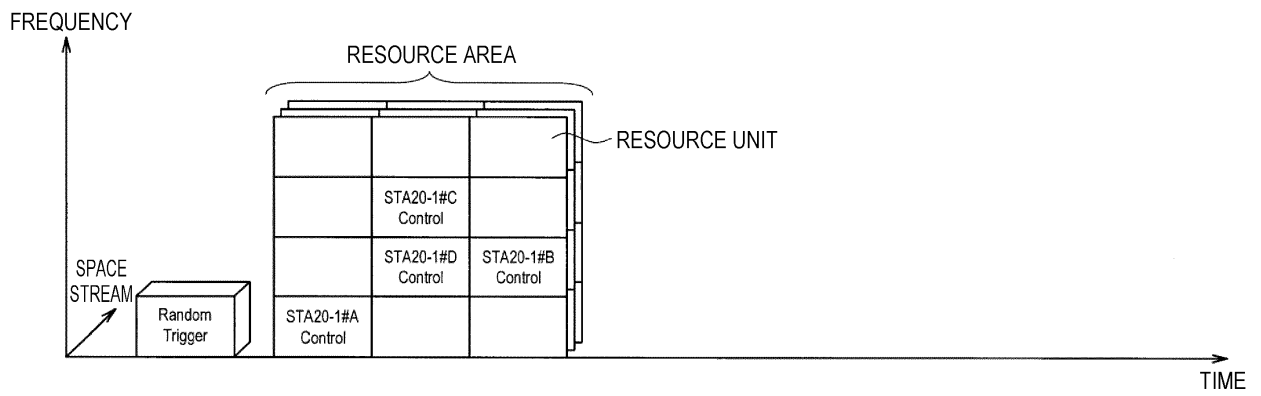 FREQUENCY
RESOURCE AREA
RESOURCE UNIT
STA20-1#C
Control
STA20-1#D
Control
STA20-1#B
Control
SPACE
STREAM
Random
Trigger
STA20-1#A
Control
TIME